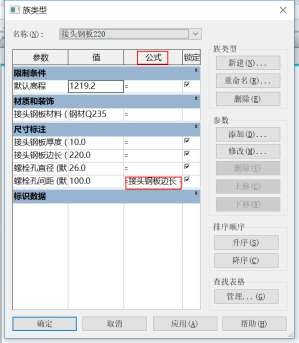 族类型
名称(N):
接头钢板220
参数 值 公式 锁定
限制条件
默认高程 1219.2 =
材质和装饰
接头钢板材料 ( 钢材Q235 =
尺寸标注
接头钢板厚度 ( 10.0 =
接头钢板边长 ( 220.0 =
螺栓孔直径 (默 26.0 =
螺栓孔间距 (默 100.0 =接头钢板边长
标识数据
族类型
新建(N)...
重命名(R)...
删除(E)
参数
添加(D)...
修改(M)...
删除
上移
下移
排序顺序
升序(S)
降序(C)
查找表格
管理...(G)
确定 取消 应用(A) 帮助(H)